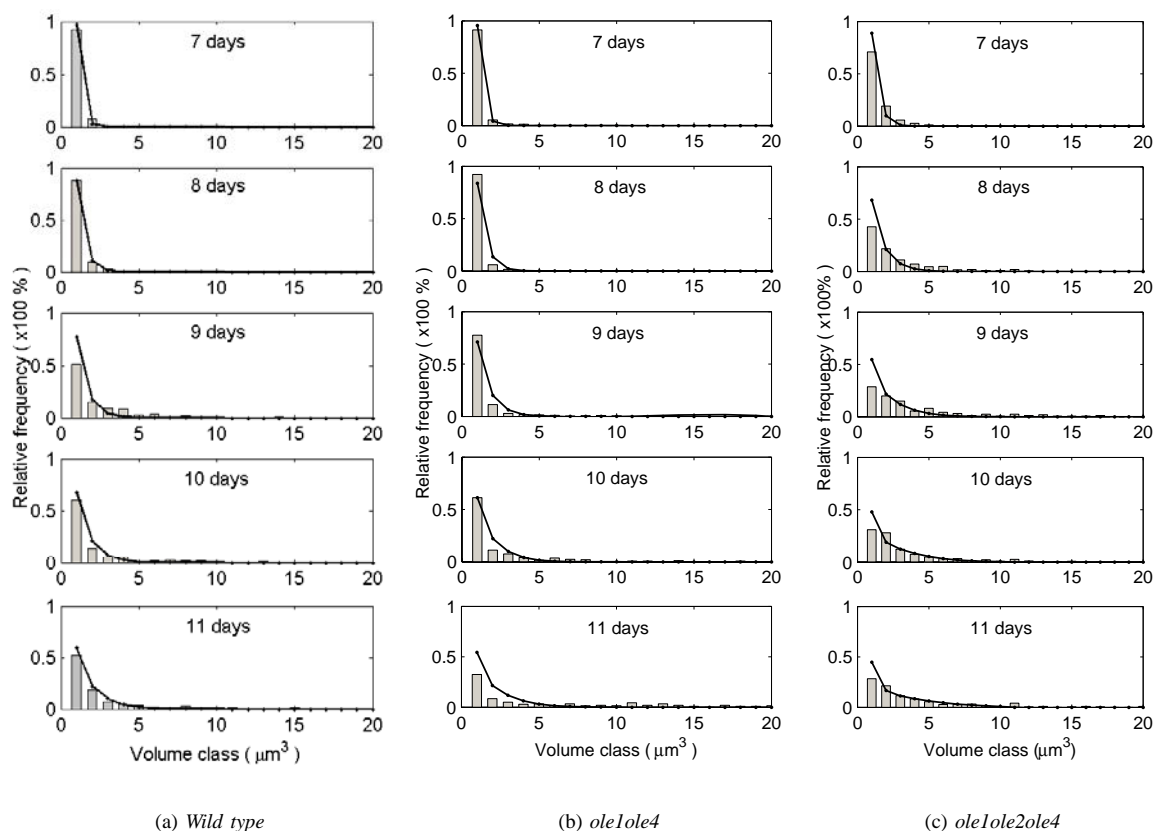 Relative frequency ( x100 %)
7 days
1
0.5
0
0 5 10 15 20
8 days
1
0.5
0
0 5 10 15 20
9 days
1
0.5
0
0 5 10 15 20
10 days
1
0.5
0
0 5 10 15 20
11 days
1
0.5
0
0 5 10 15 20
Volume class ( μm³ )
(a) Wild type
Relative frequency ( x100 %)
7 days
1
0.5
0
0 5 10 15 20
8 days
1
0.5
0
0 5 10 15 20
9 days
1
0.5
0
0 5 10 15 20
10 days
1
0.5
0
0 5 10 15 20
11 days
1
0.5
0
0 5 10 15 20
Volume class ( μm³)
(b) ole1ole4
Relative frequency ( x100%)
7 days
1
0.5
0
0 5 10 15 20
8 days
1
0.5
0
0 5 10 15 20
9 days
1
0.5
0
0 5 10 15 20
10 days
1
0.5
0
0 5 10 15 20
11 days
1
0.5
0
0 5 10 15 20
Volume class (μm³)
(c) ole1ole2ole4